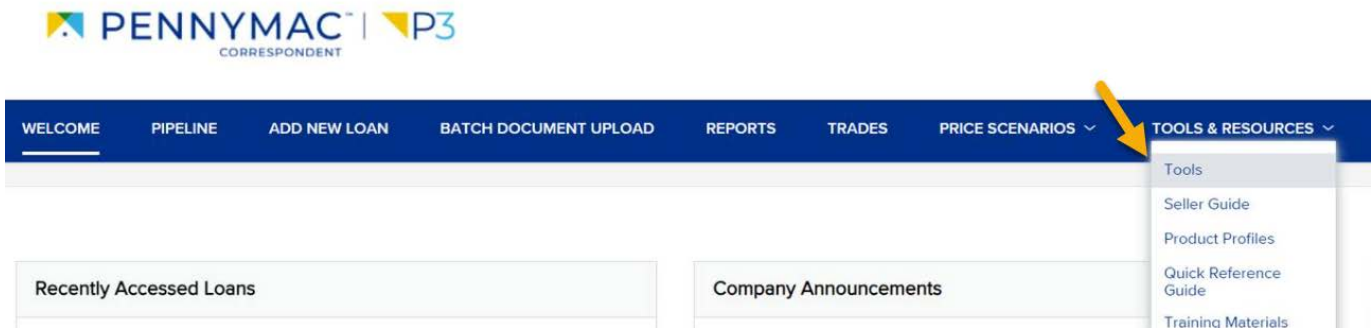 PENNYMAC™ | P3
CORRESPONDENT
WELCOME PIPELINE ADD NEW LOAN BATCH DOCUMENT UPLOAD REPORTS TRADES PRICE SCENARIOS TOOLS & RESOURCES
Tools
Seller Guide
Product Profiles
Quick Reference
Guide
Training Materials
Recently Accessed Loans
Company Announcements